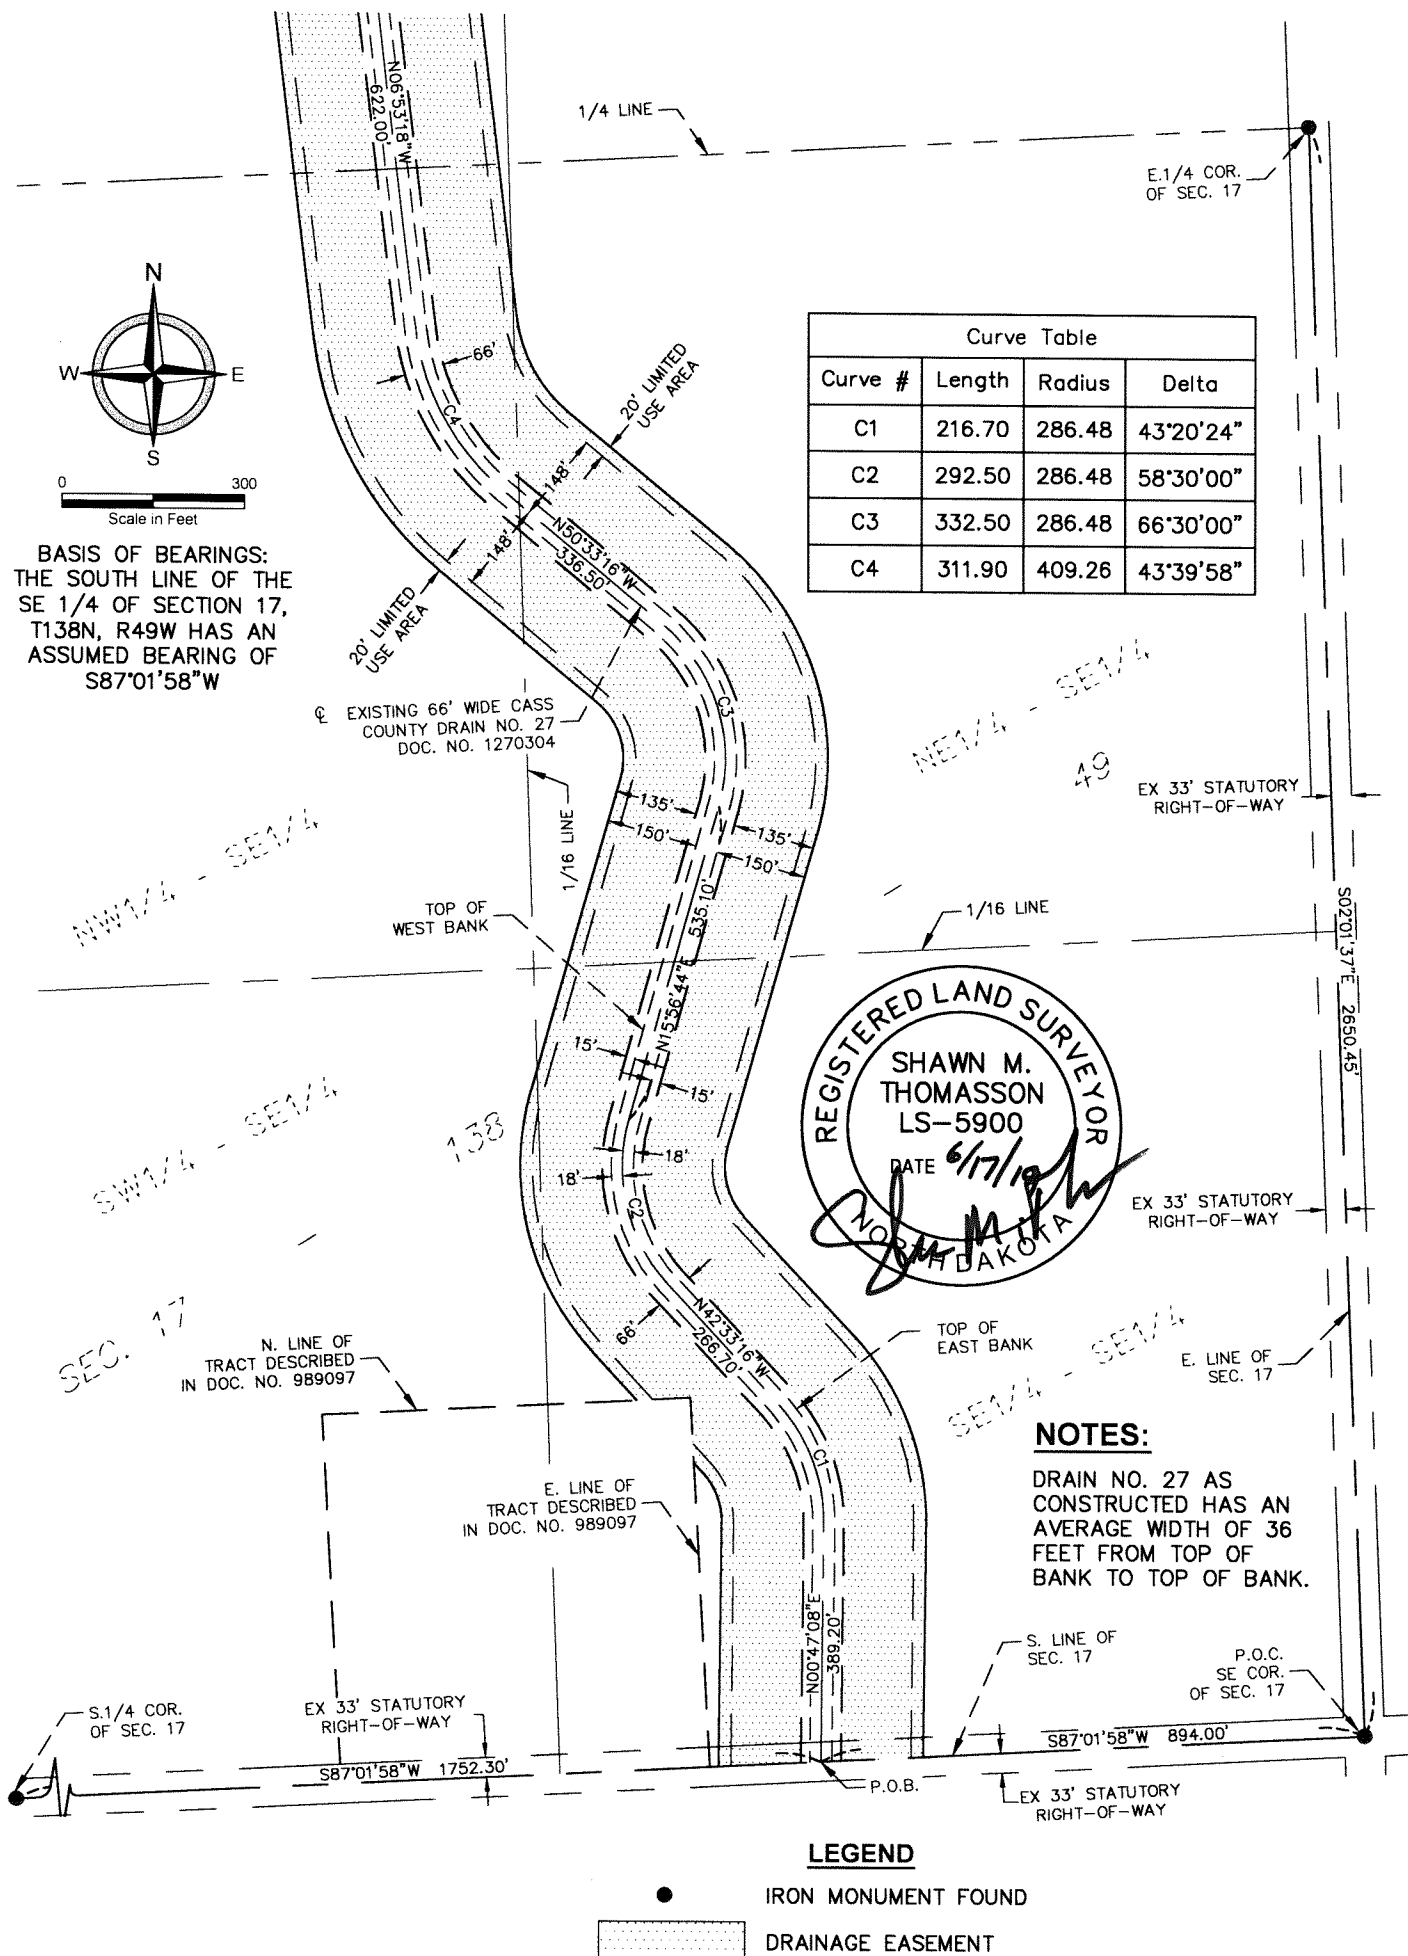 N06°53'18"W
622.00'
1/4 LINE
E.1/4 COR.
OF SEC. 17
N
W
E
S
0 300
Scale in Feet
BASIS OF BEARINGS:
THE SOUTH LINE OF THE
SE 1/4 OF SECTION 17,
T138N, R49W HAS AN
ASSUMED BEARING OF
S87°01'58"W
66'
C4
20' LIMITED
USE AREA
148'
148'
20' LIMITED
USE AREA
N50°33'16"W
336.50'
Curve Table
Curve # Length Radius Delta
C1 216.70 286.48 43°20'24"
C2 292.50 286.48 58°30'00"
C3 332.50 286.48 66°30'00"
C4 311.90 409.26 43°39'58"
℄ EXISTING 66' WIDE CASS
COUNTY DRAIN NO. 27
DOC. NO. 1270304
C3
NE1/4 - SE1/4
49
EX 33' STATUTORY
RIGHT-OF-WAY
1/16 LINE
135'
150'
135'
150'
NW1/4 - SE1/4
TOP OF
WEST BANK
1/16 LINE
N15°56'44"E 535.10'
S02°01'37"E 2650.45'
REGISTERED LAND SURVEYOR
SHAWN M.
THOMASSON
LS-5900
DATE 6/17/19
NORTH DAKOTA
15'
15'
SW1/4 - SE1/4
138
18'
18'
C2
EX 33' STATUTORY
RIGHT-OF-WAY
SEC. 17
66'
N42°33'16"W
266.70'
N. LINE OF
TRACT DESCRIBED
IN DOC. NO. 989097
TOP OF
EAST BANK
SE1/4 - SE1/4
E. LINE OF
SEC. 17
C1
E. LINE OF
TRACT DESCRIBED
IN DOC. NO. 989097
NOTES:
DRAIN NO. 27 AS
CONSTRUCTED HAS AN
AVERAGE WIDTH OF 36
FEET FROM TOP OF
BANK TO TOP OF BANK.
N00°47'08"E
389.20'
S. LINE OF
SEC. 17
P.O.C.
SE COR.
OF SEC. 17
S.1/4 COR.
OF SEC. 17
EX 33' STATUTORY
RIGHT-OF-WAY
S87°01'58"W 1752.30'
S87°01'58"W 894.00'
P.O.B.
EX 33' STATUTORY
RIGHT-OF-WAY
LEGEND
IRON MONUMENT FOUND
DRAINAGE EASEMENT